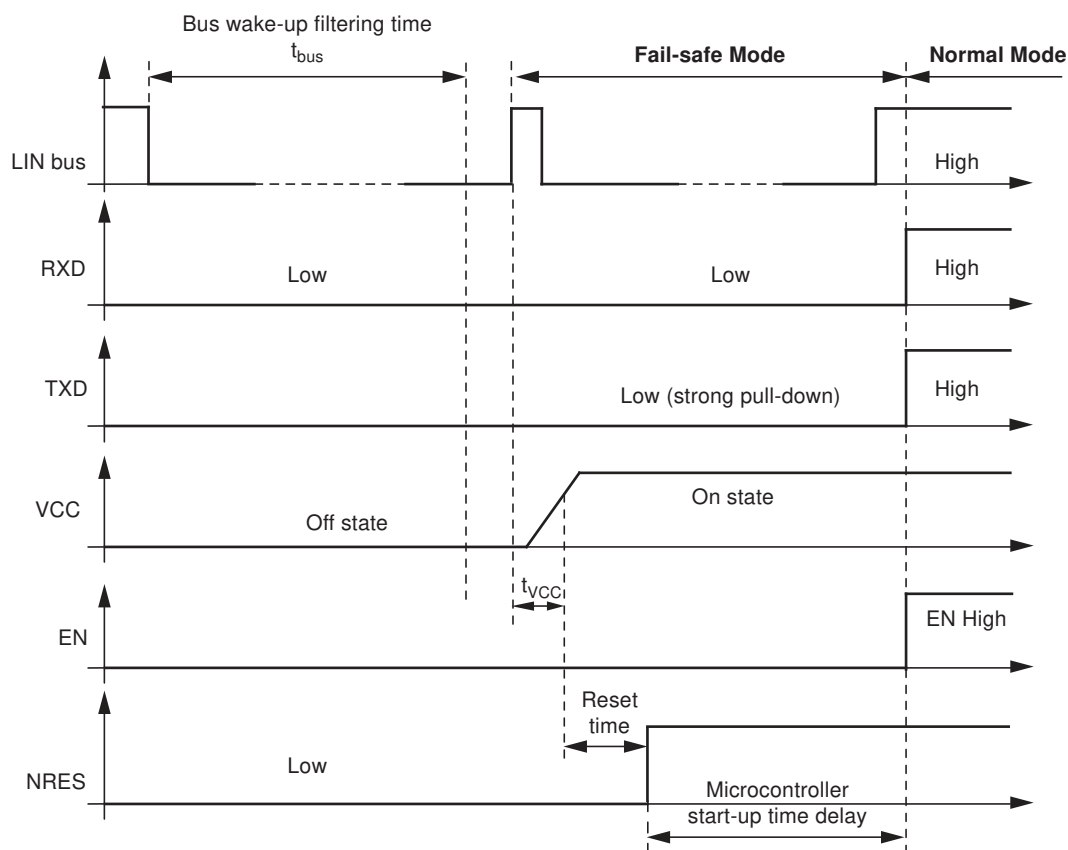 Bus wake-up filtering time
tbus
Fail-safe Mode
Normal Mode
LIN bus
High
RXD
Low
Low
High
TXD
Low (strong pull-down)
High
VCC
Off state
On state
tVCC
EN
EN High
Reset
time
NRES
Low
Microcontroller
start-up time delay